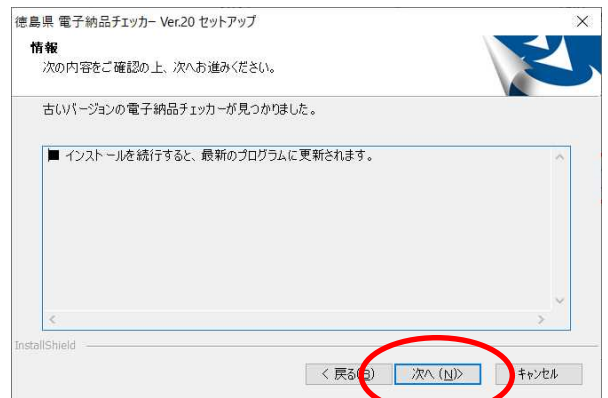 徳島県 電子納品チェッカー Ver.20 セットアップ
情報
次の内容をご確認の上、次へお進みください。
古いバージョンの電子納品チェッカーが見つかりました。
■ インストールを続行すると、最新のプログラムに更新されます。
InstallShield
< 戻る(B) 次へ (N)> キャンセル